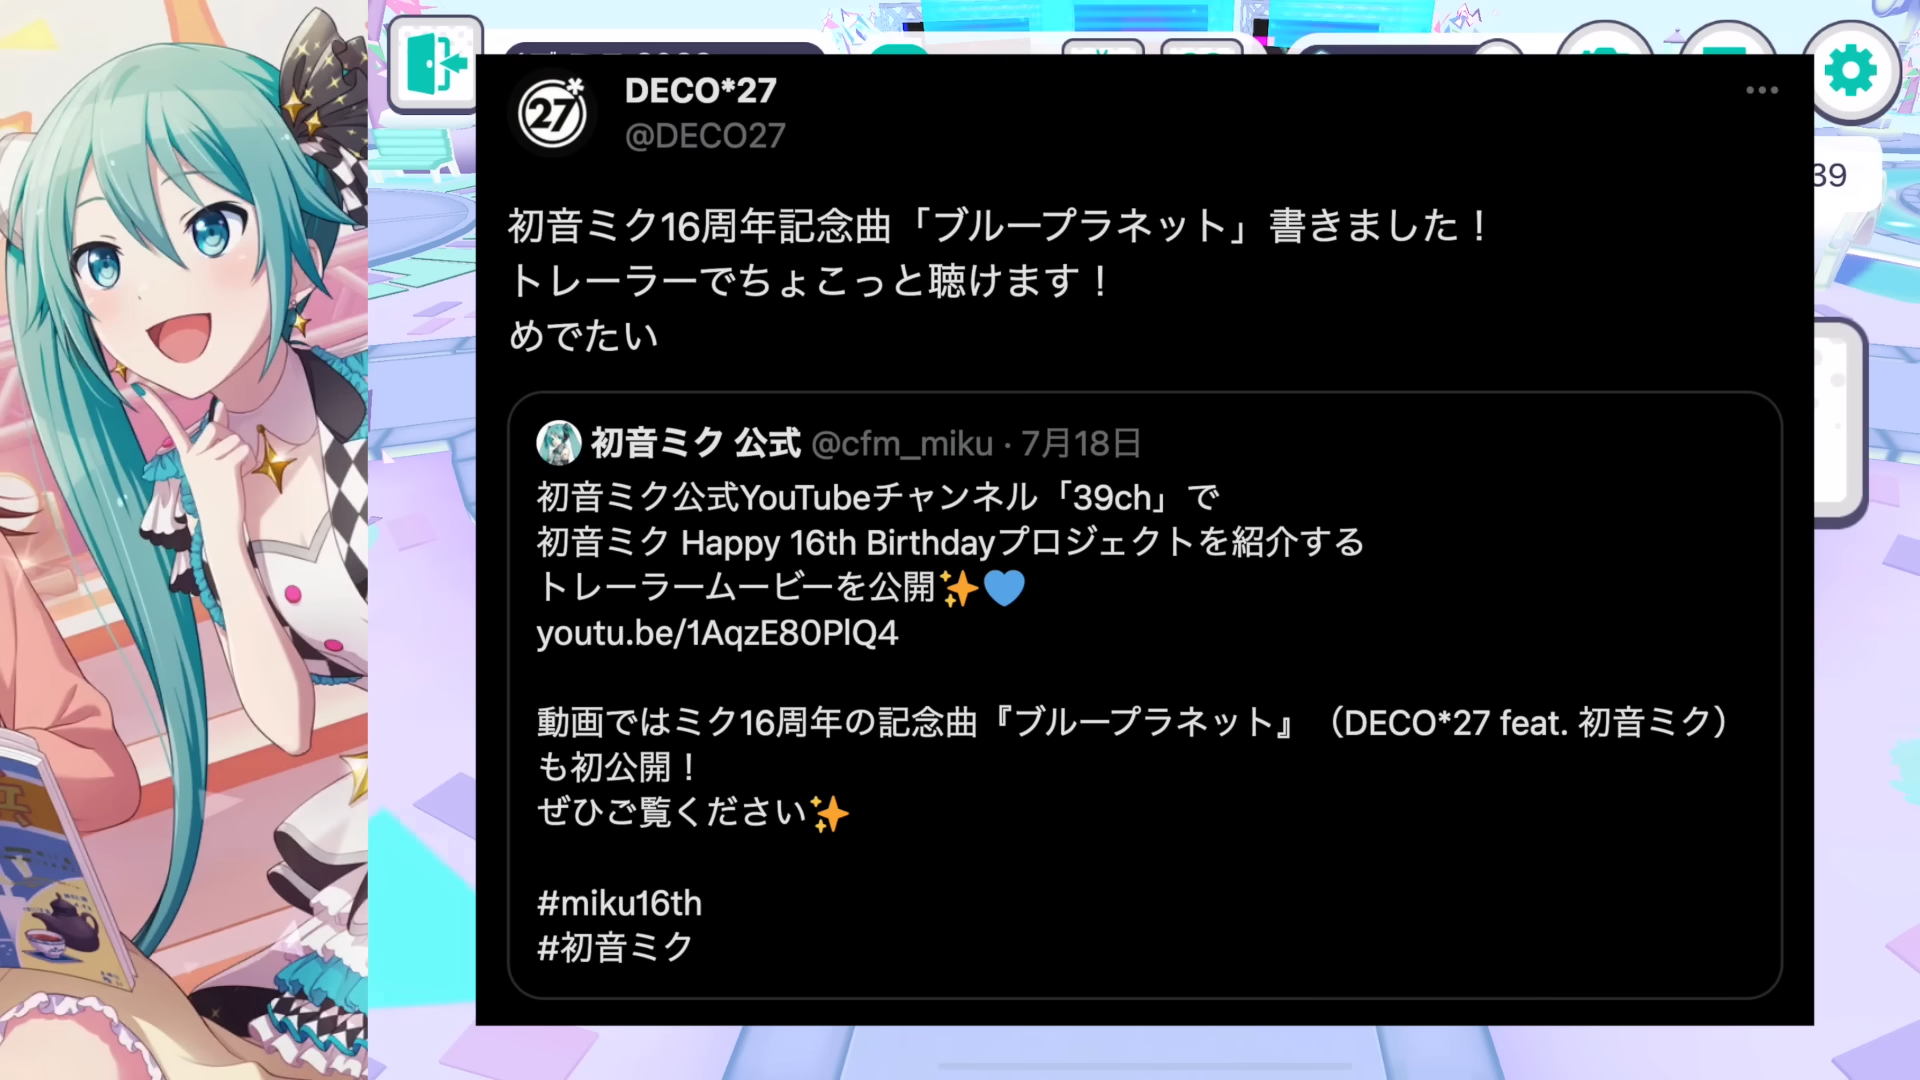 DECO*27
@DECO27
27*
39
初音ミク16周年記念曲「ブループラネット」書きました！
トレーラーでちょこっと聴けます！
めでたい
初音ミク 公式 @cfm_miku · 7月18日
初音ミク公式YouTubeチャンネル「39ch」で
初音ミク Happy 16th Birthdayプロジェクトを紹介する
トレーラームービーを公開✨💙
youtu.be/1AqzE80PlQ4
動画ではミク16周年の記念曲『ブループラネット』（DECO*27 feat. 初音ミク）
も初公開！
ぜひご覧ください✨
#miku16th
#初音ミク